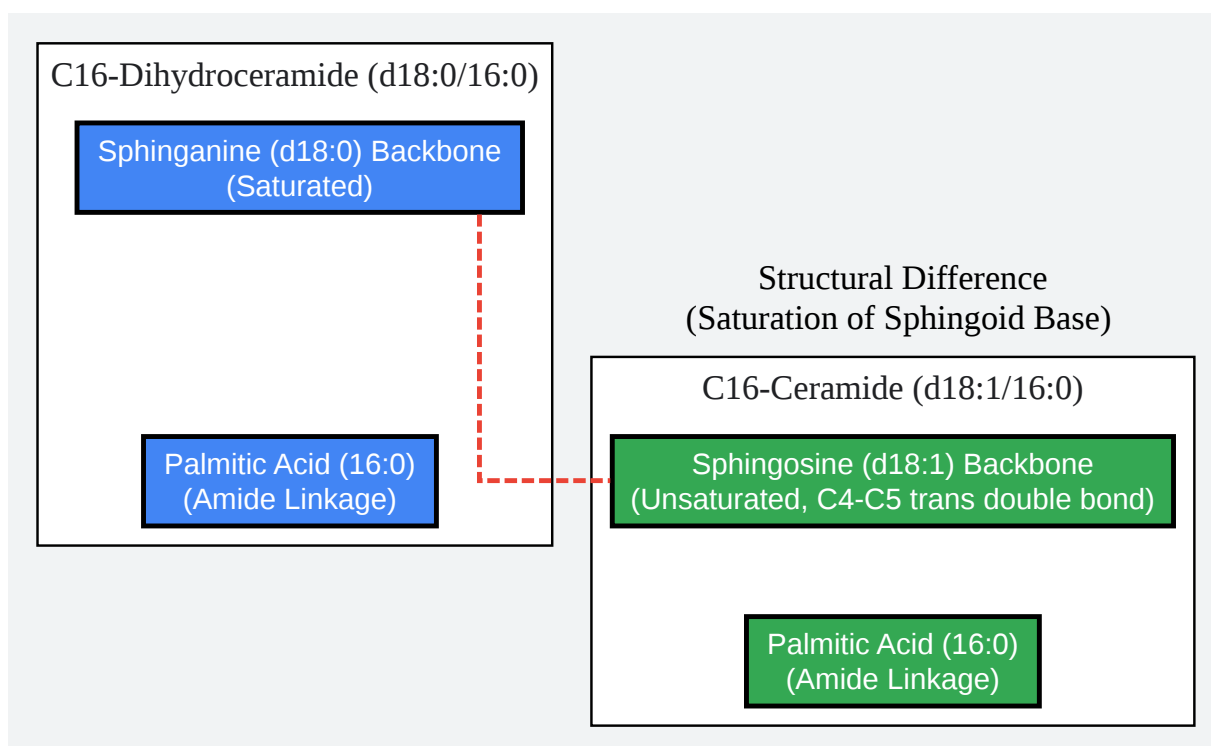 C16-Dihydroceramide (d18:0/16:0)
Sphinganine (d18:0) Backbone
(Saturated)
Palmitic Acid (16:0)
(Amide Linkage)
Structural Difference
(Saturation of Sphingoid Base)
C16-Ceramide (d18:1/16:0)
Sphingosine (d18:1) Backbone
(Unsaturated, C4-C5 trans double bond)
Palmitic Acid (16:0)
(Amide Linkage)